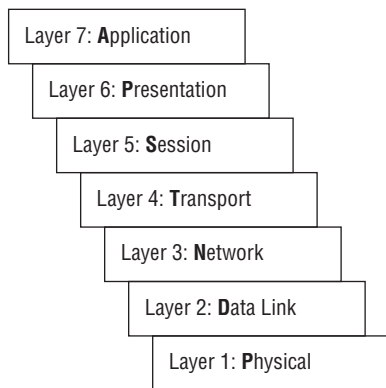 Layer 7: Application
Layer 6: Presentation
Layer 5: Session
Layer 4: Transport
Layer 3: Network
Layer 2: Data Link
Layer 1: Physical